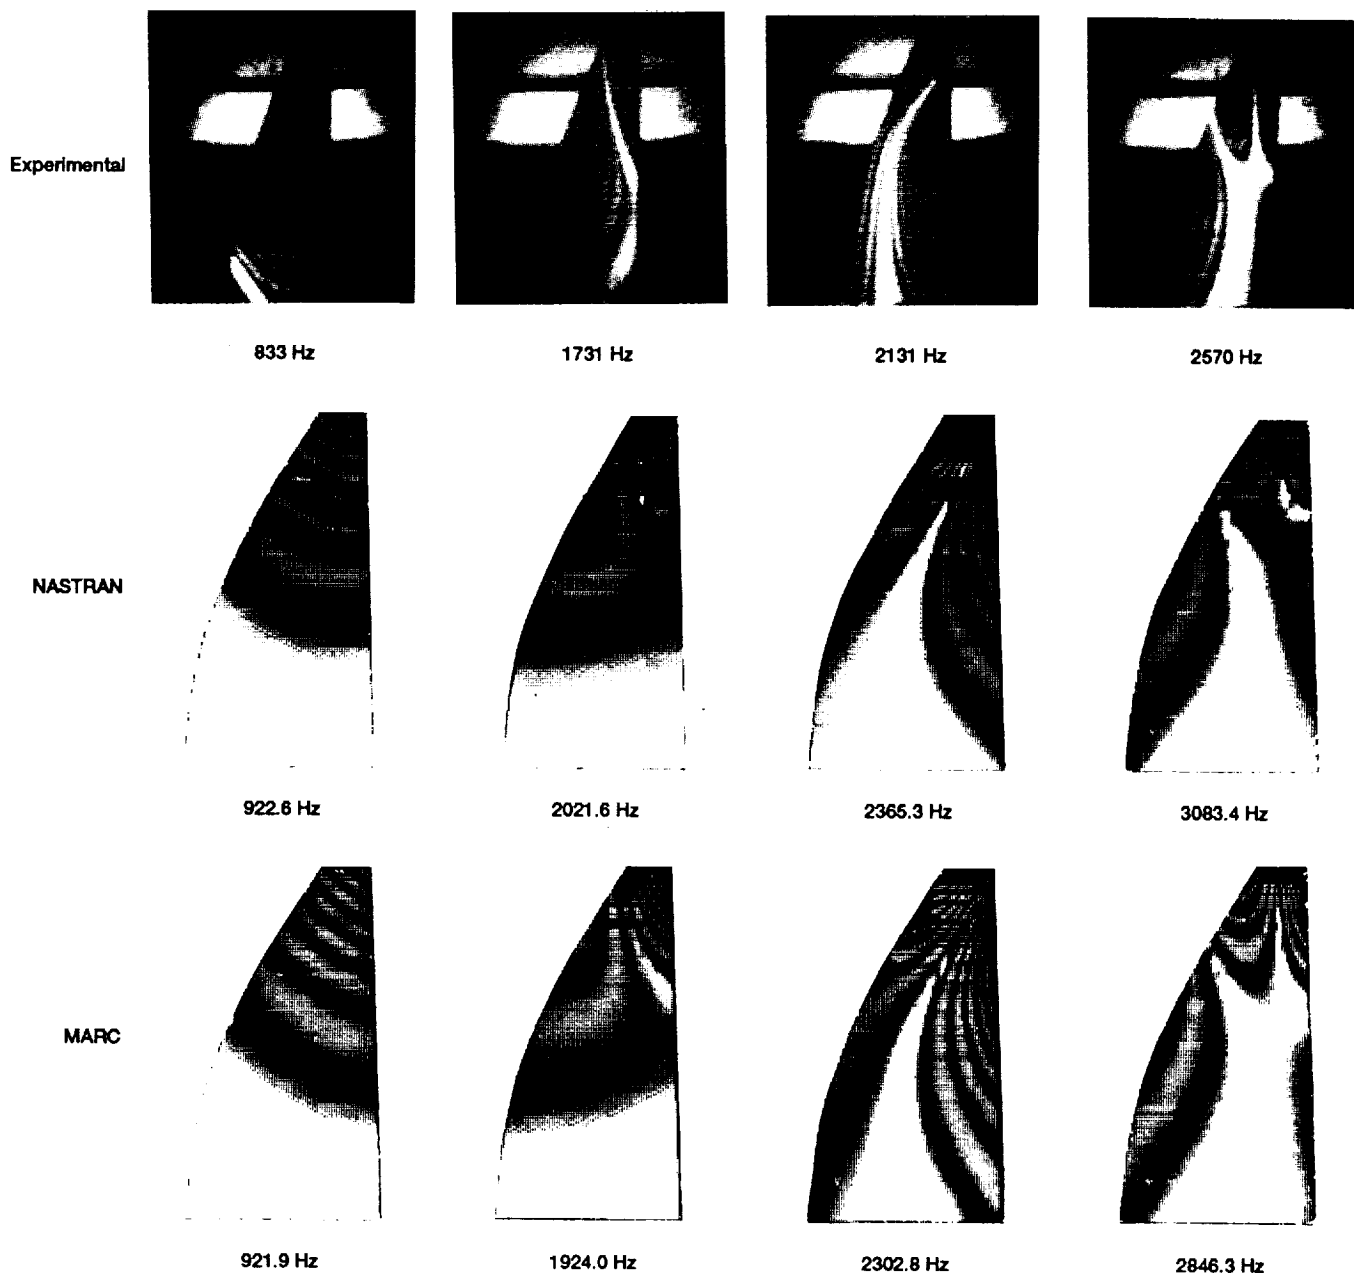 Experimental
833 Hz
1731 Hz
2131 Hz
2570 Hz
NASTRAN
922.6 Hz
2021.6 Hz
2365.3 Hz
3083.4 Hz
MARC
921.9 Hz
1924.0 Hz
2302.8 Hz
2846.3 Hz